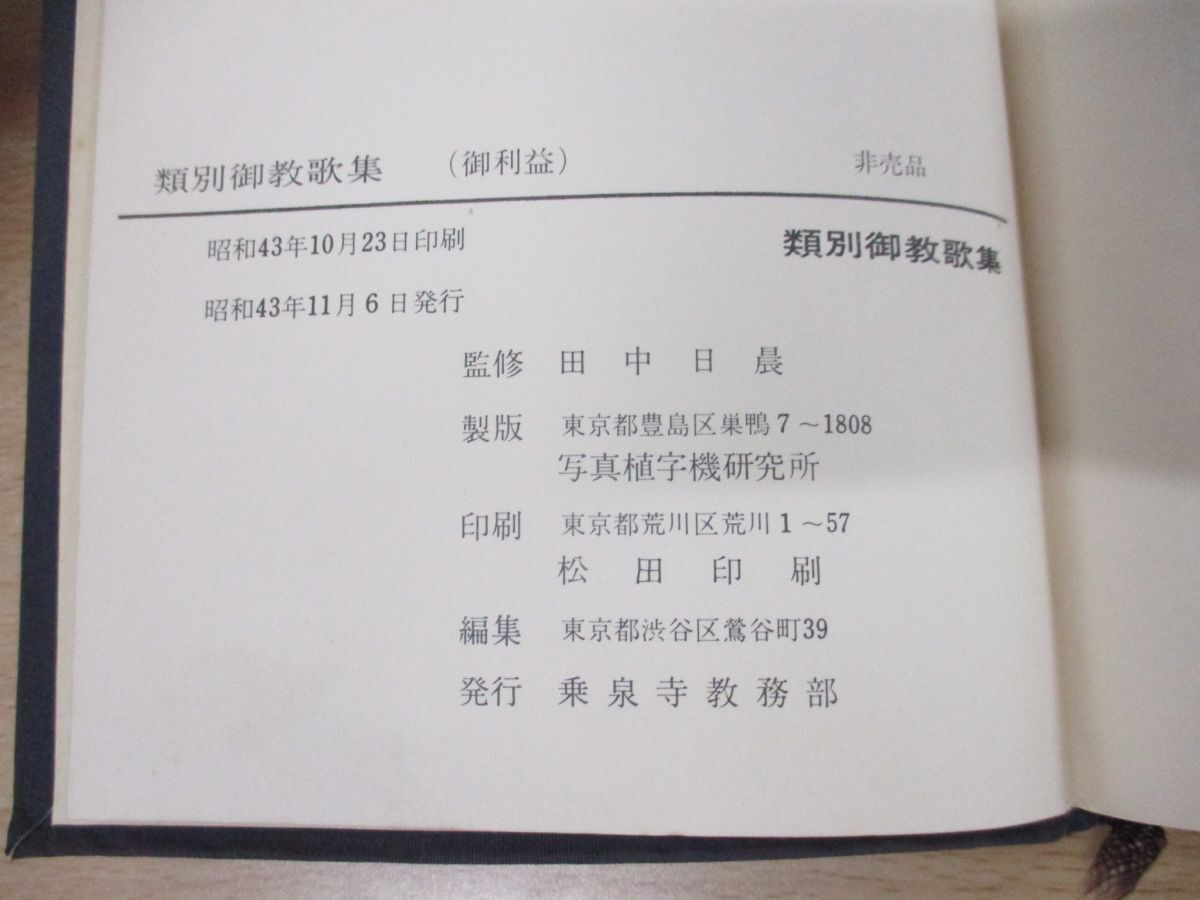 類別御教歌集 （御利益） 非売品
類別御教歌集
昭和43年10月23日印刷
昭和43年11月6日発行
監修 田中日晨
製版 東京都豊島区巣鴨7～1808
写真植字機研究所
印刷 東京都荒川区荒川1～57
松田印刷
編集 東京都渋谷区鶯谷町39
発行 乗泉寺教務部